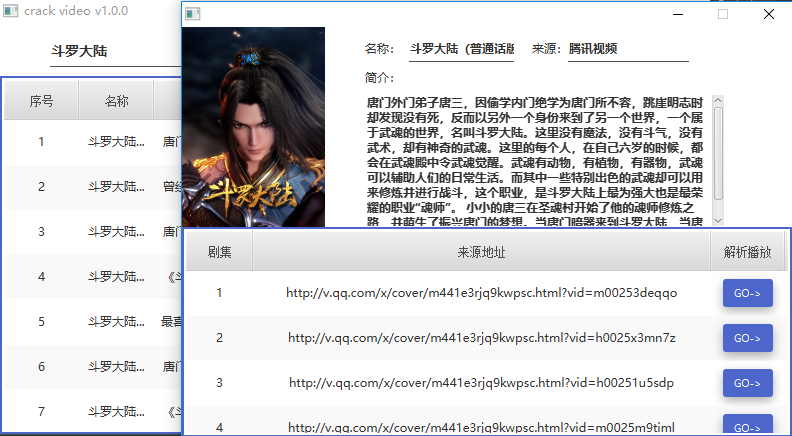 crack video v1.0.0
斗罗大陆
序号 名称
1 斗罗大陆... 唐门
2 斗罗大陆... 曾经
3 斗罗大陆... 唐门
4 斗罗大陆... 《斗
5 斗罗大陆... 最喜
6 斗罗大陆... 唐门
7 斗罗大陆... 《斗
斗罗大陆
名称： 斗罗大陆（普通话版 来源： 腾讯视频
简介：
唐门外门弟子唐三，因偷学内门绝学为唐门所不容，跳崖明志时
却发现没有死，反而以另外一个身份来到了另一个世界，一个属
于武魂的世界，名叫斗罗大陆。这里没有魔法，没有斗气，没有
武术，却有神奇的武魂。这里的每个人，在自己六岁的时候，都
会在武魂殿中令武魂觉醒。武魂有动物，有植物，有器物，武魂
可以辅助人们的日常生活。而其中一些特别出色的武魂却可以用
来修炼并进行战斗，这个职业，是斗罗大陆上最为强大也是最荣
耀的职业“魂师”。 小小的唐三在圣魂村开始了他的魂师修炼之
路，并萌生了振兴唐门的梦想。当唐门暗器来到斗罗大陆，当唐
剧集 来源地址 解析播放
1 http://v.qq.com/x/cover/m441e3rjq9kwpsc.html?vid=m00253deqqo GO->
2 http://v.qq.com/x/cover/m441e3rjq9kwpsc.html?vid=h0025x3mn7z GO->
3 http://v.qq.com/x/cover/m441e3rjq9kwpsc.html?vid=h00251u5sdp GO->
4 http://v.qq.com/x/cover/m441e3rjq9kwpsc.html?vid=m0025m9timl GO->